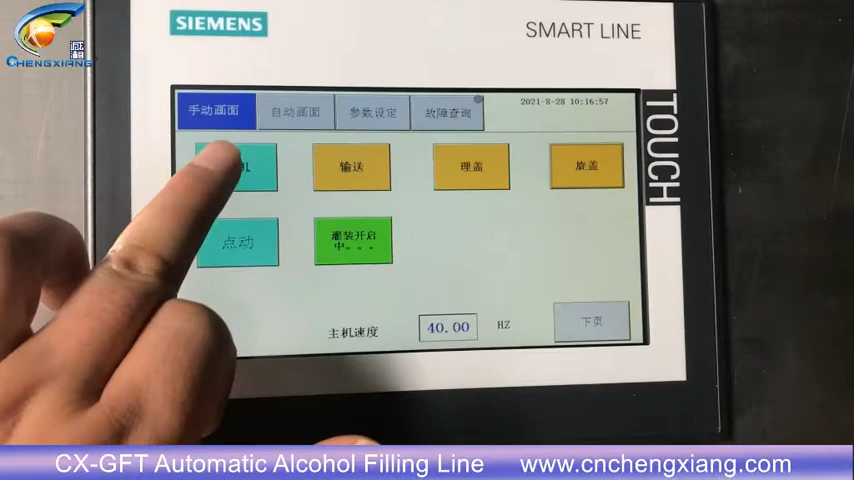 CHENGXIANG
SIEMENS
SMART LINE
TOUCH
手动画面 自动画面 参数设定 故障查询 2021-8-28 10:16:57
输送 理盖 旋盖
点动 灌装开启
中。。。
主机速度 40.00 HZ 下页
CX-GFT Automatic Alcohol Filling Line www.cnchengxiang.com